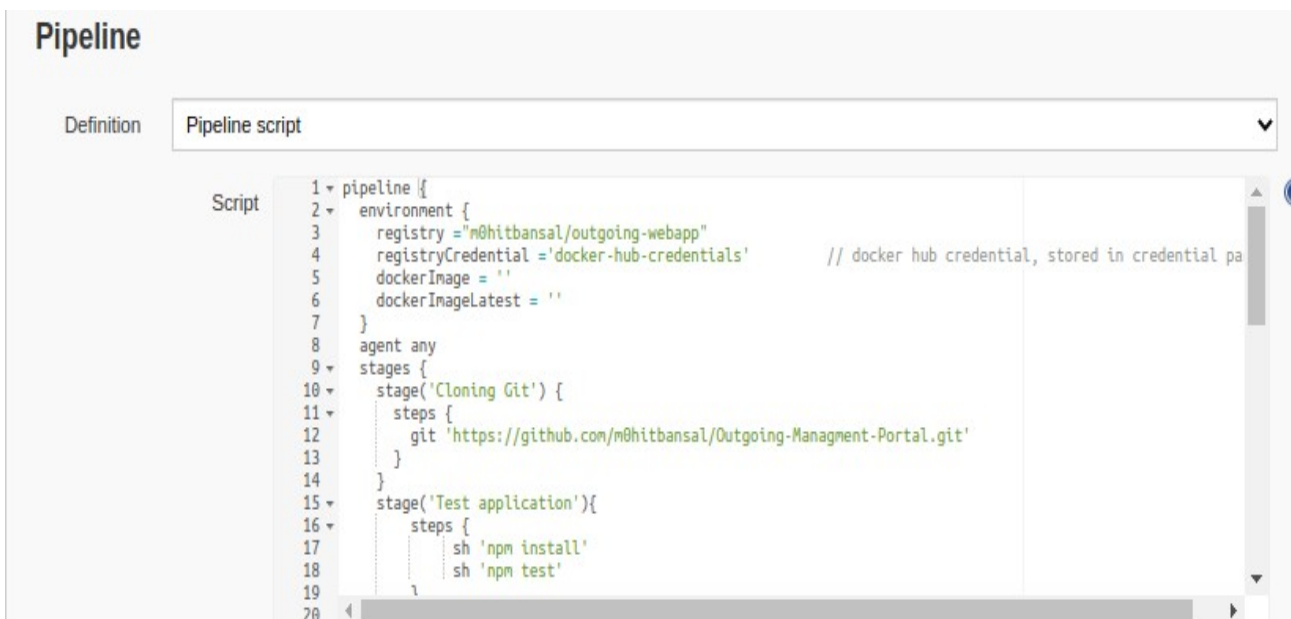 Pipeline
Definition
Pipeline script
Script
1 pipeline {
2 environment {
3 registry ="m0hitbansal/outgoing-webapp"
4 registryCredential ='docker-hub-credentials' // docker hub credential, stored in credential pa
5 dockerImage = ''
6 dockerImageLatest = ''
7 }
8 agent any
9 stages {
10 stage('Cloning Git') {
11 steps {
12 git 'https://github.com/m0hitbansal/Outgoing-Managment-Portal.git'
13 }
14 }
15 stage('Test application'){
16 steps {
17 sh 'npm install'
18 sh 'npm test'
19 }
20